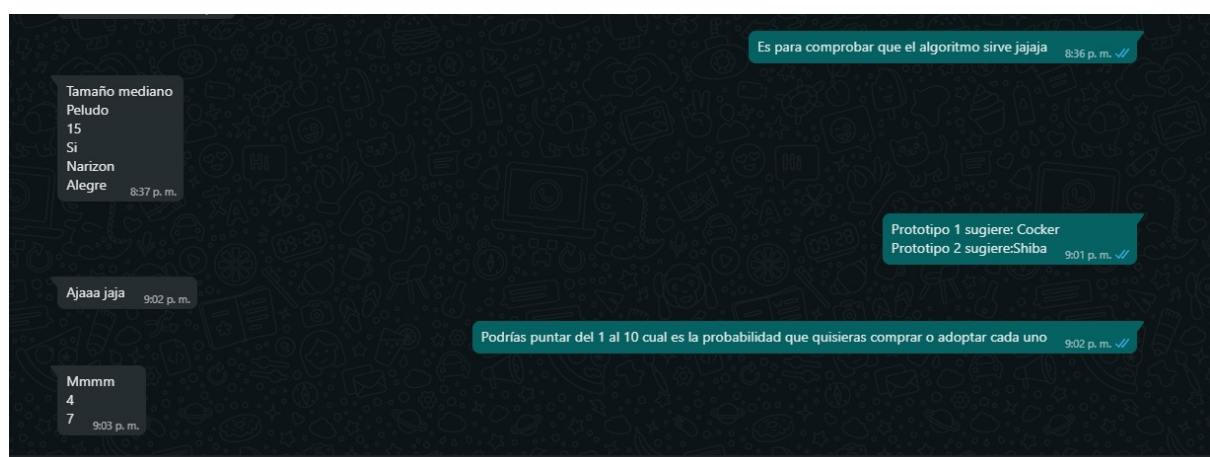 Es para comprobar que el algoritmo sirve jajaja 8:36 p. m.
Tamaño mediano
Peludo
15
Si
Narizon
Alegre 8:37 p. m.
Prototipo 1 sugiere: Cocker
Prototipo 2 sugiere:Shiba 9:01 p. m.
Ajaaa jaja 9:02 p. m.
Podrías puntar del 1 al 10 cual es la probabilidad que quisieras comprar o adoptar cada uno 9:02 p. m.
Mmmm
4
7 9:03 p. m.